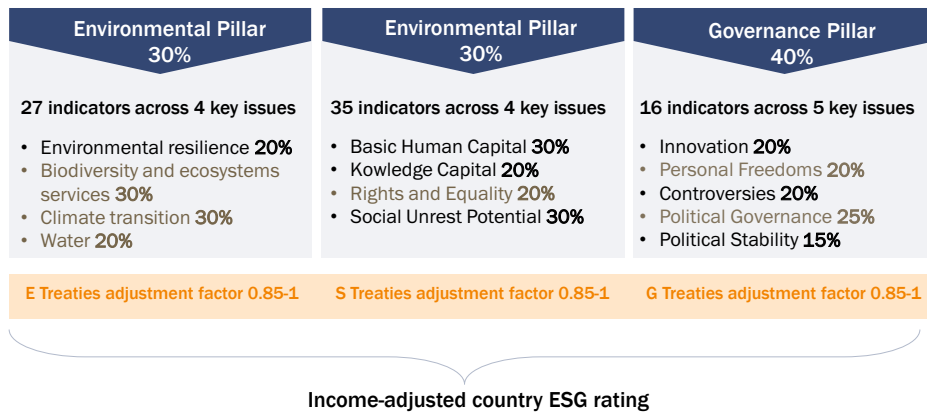 Environmental Pillar
30%
27 indicators across 4 key issues
• Environmental resilience 20%
• Biodiversity and ecosystems
services 30%
• Climate transition 30%
• Water 20%
E Treaties adjustment factor 0.85-1
Environmental Pillar
30%
35 indicators across 4 key issues
• Basic Human Capital 30%
• Kowledge Capital 20%
• Rights and Equality 20%
• Social Unrest Potential 30%
S Treaties adjustment factor 0.85-1
Governance Pillar
40%
16 indicators across 5 key issues
• Innovation 20%
• Personal Freedoms 20%
• Controversies 20%
• Political Governance 25%
• Political Stability 15%
G Treaties adjustment factor 0.85-1
Income-adjusted country ESG rating